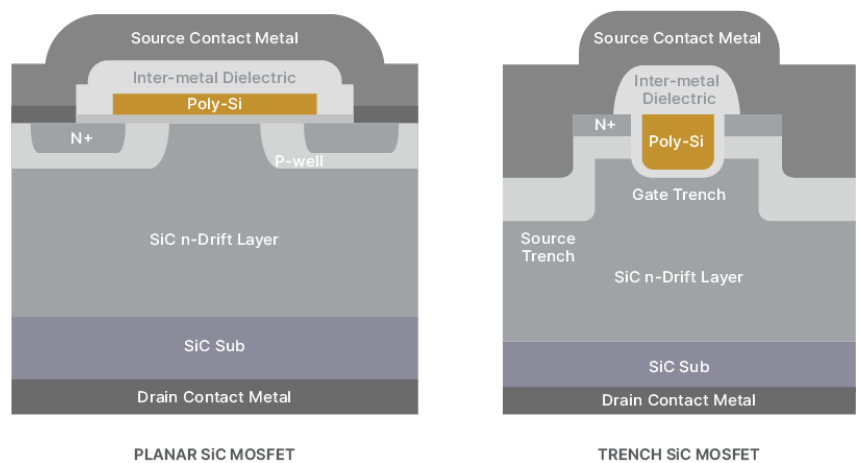 Source Contact Metal
Inter-metal Dielectric
Poly-Si
N+
P-well
SiC n-Drift Layer
SiC Sub
Drain Contact Metal
PLANAR SiC MOSFET
Source Contact Metal
Inter-metal
Dielectric
N+
Poly-Si
Gate Trench
Source
Trench
SiC n-Drift Layer
SiC Sub
Drain Contact Metal
TRENCH SiC MOSFET